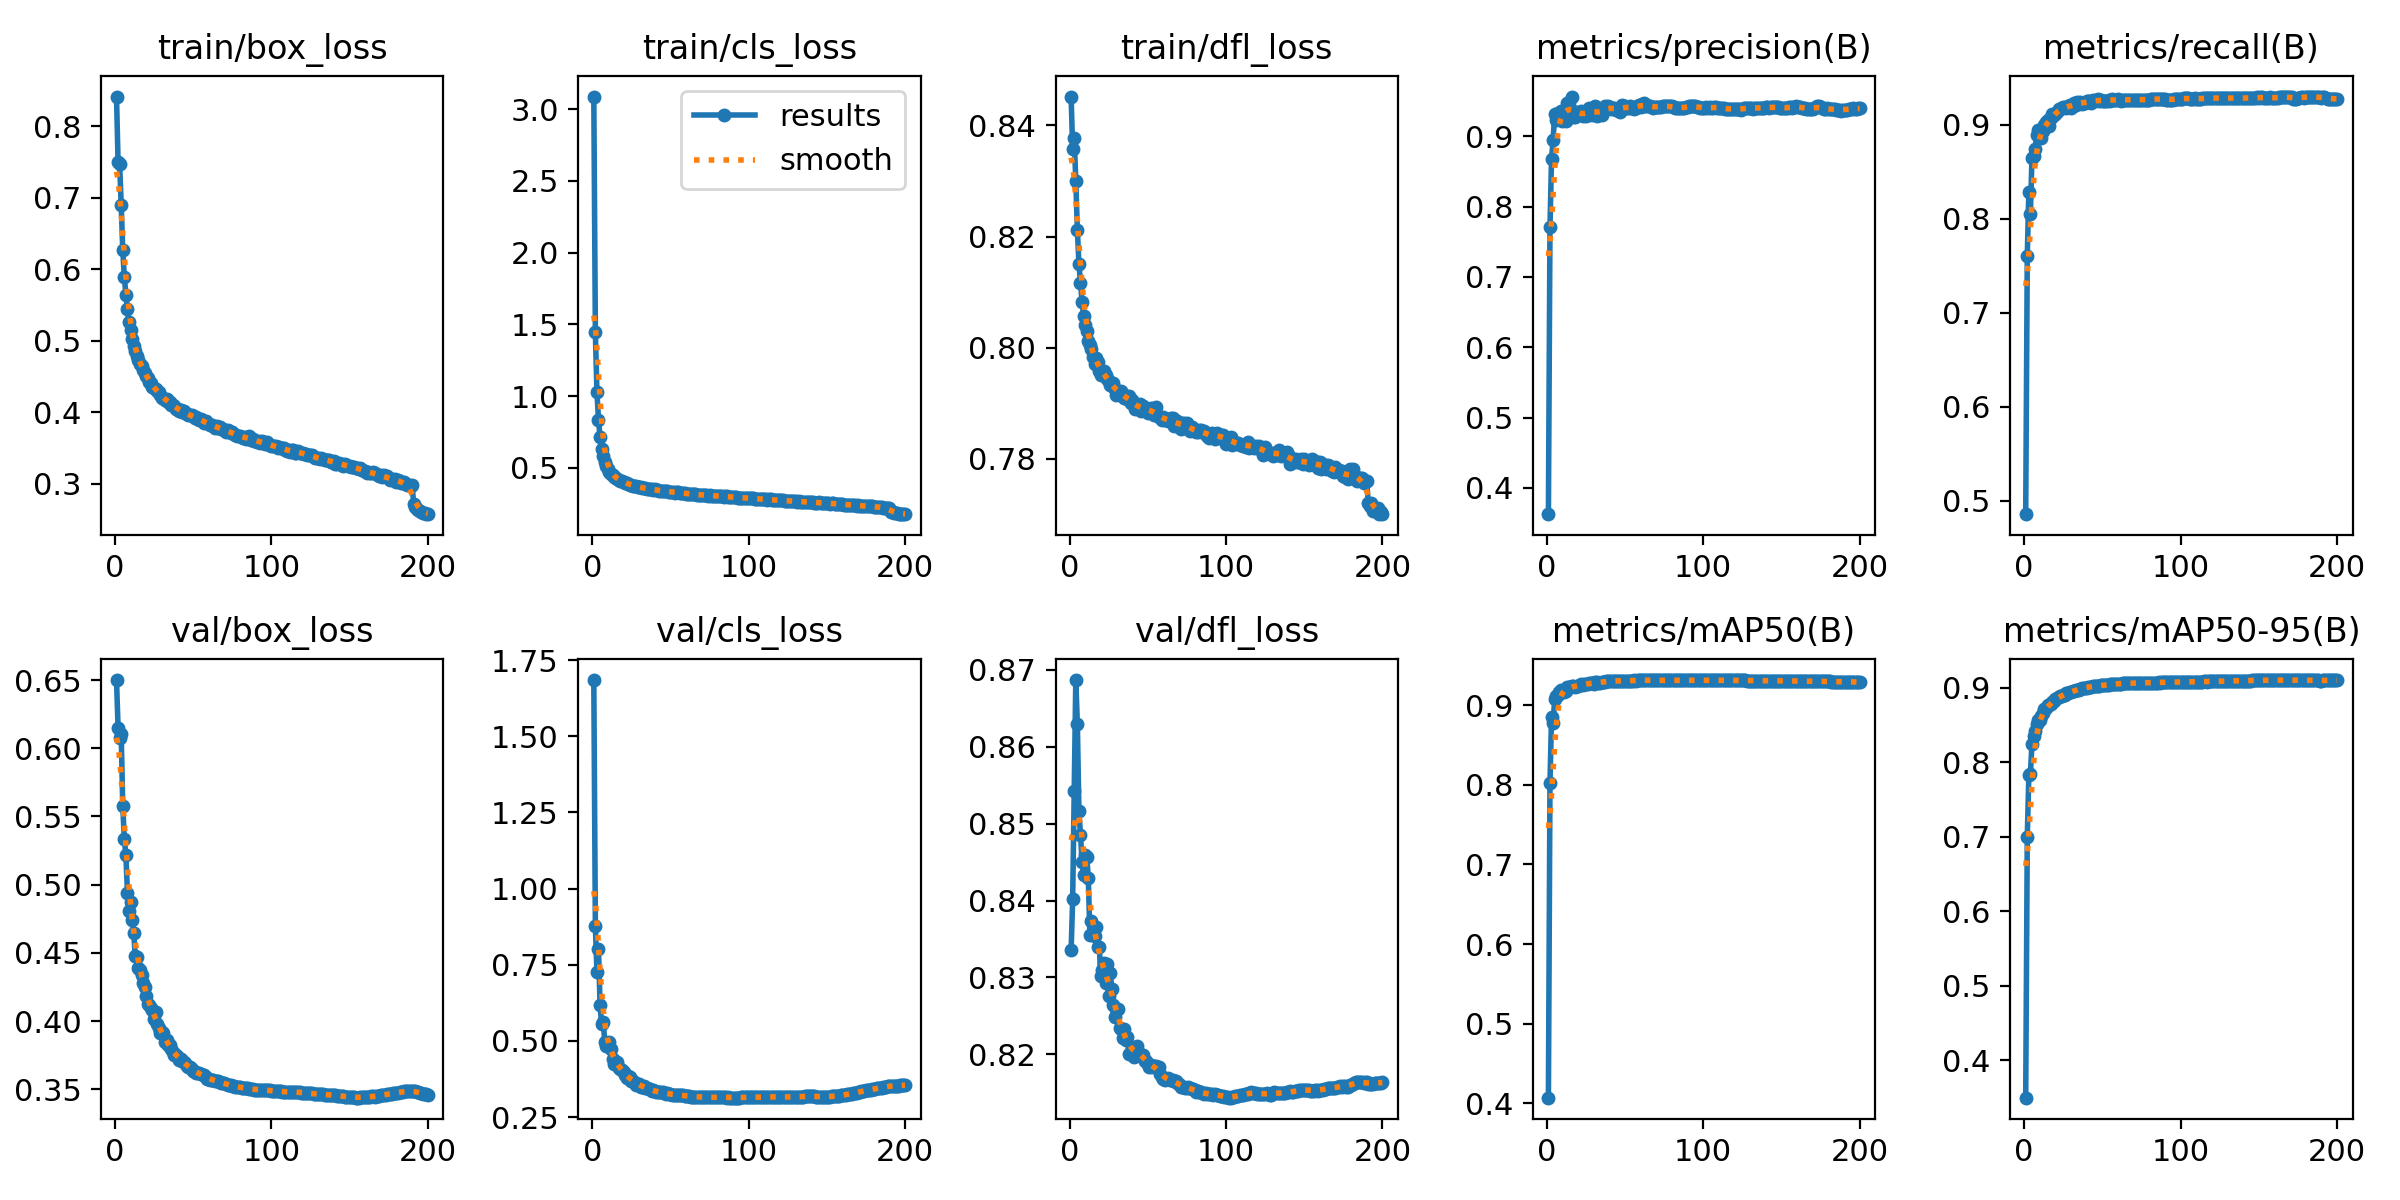 train/box_loss
0.8
0.7
0.6
0.5
0.4
0.3
0 100 200
train/cls_loss
results
smooth
3.0
2.5
2.0
1.5
1.0
0.5
0 100 200
train/dfl_loss
0.84
0.82
0.80
0.78
0 100 200
metrics/precision(B)
0.9
0.8
0.7
0.6
0.5
0.4
0 100 200
metrics/recall(B)
0.9
0.8
0.7
0.6
0.5
0 100 200
val/box_loss
0.65
0.60
0.55
0.50
0.45
0.40
0.35
0 100 200
val/cls_loss
1.75
1.50
1.25
1.00
0.75
0.50
0.25
0 100 200
val/dfl_loss
0.87
0.86
0.85
0.84
0.83
0.82
0 100 200
metrics/mAP50(B)
0.9
0.8
0.7
0.6
0.5
0.4
0 100 200
metrics/mAP50-95(B)
0.9
0.8
0.7
0.6
0.5
0.4
0 100 200